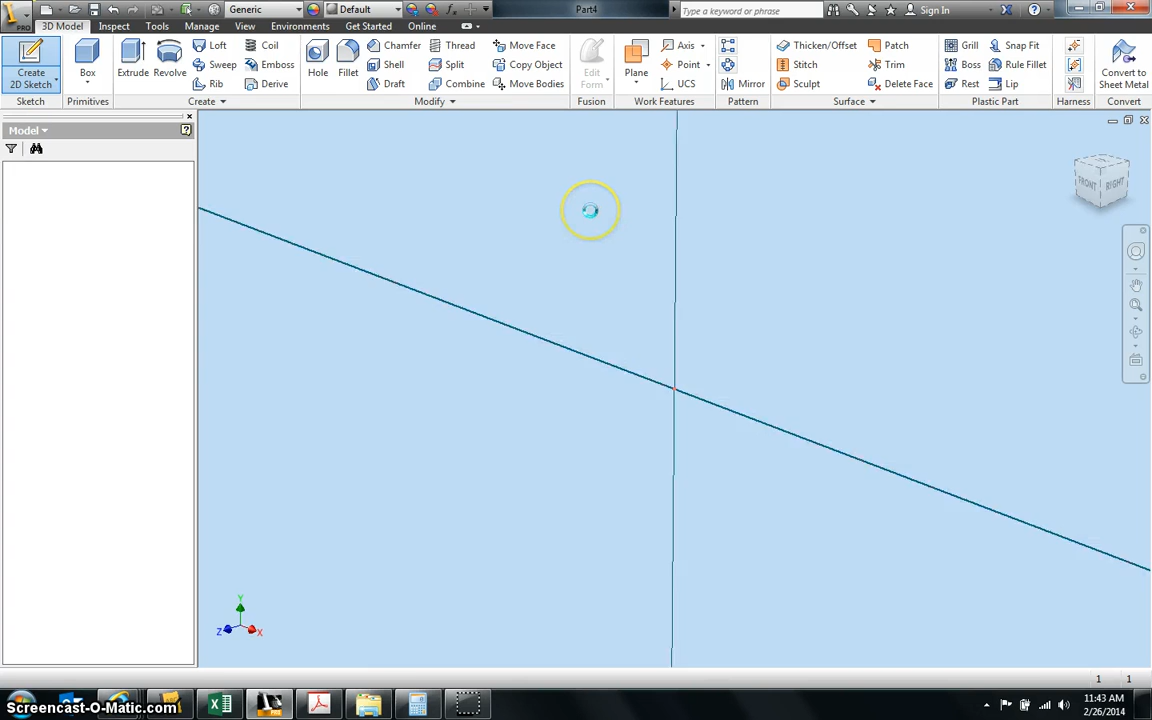 PRO Generic Default Part4 Type a keyword or phrase Sign In
3D Model Inspect Tools Manage View Environments Get Started Online
Create 2D Sketch Box Extrude Revolve Loft Coil Sweep Emboss Rib Derive Hole Fillet Chamfer Thread Move Face Shell Split Copy Object Draft Combine Move Bodies Edit Form Plane Axis Point UCS Mirror Thicken/Offset Patch Stitch Trim Sculpt Delete Face Grill Snap Fit Boss Rule Fillet Rest Lip Convert to Sheet Metal
Sketch Primitives Create Modify Fusion Work Features Pattern Surface Plastic Part Harness Convert
Model
FRONT RIGHT
Y
Z X
1 1
Screencast-O-Matic.com
11:43 AM
2/26/2014